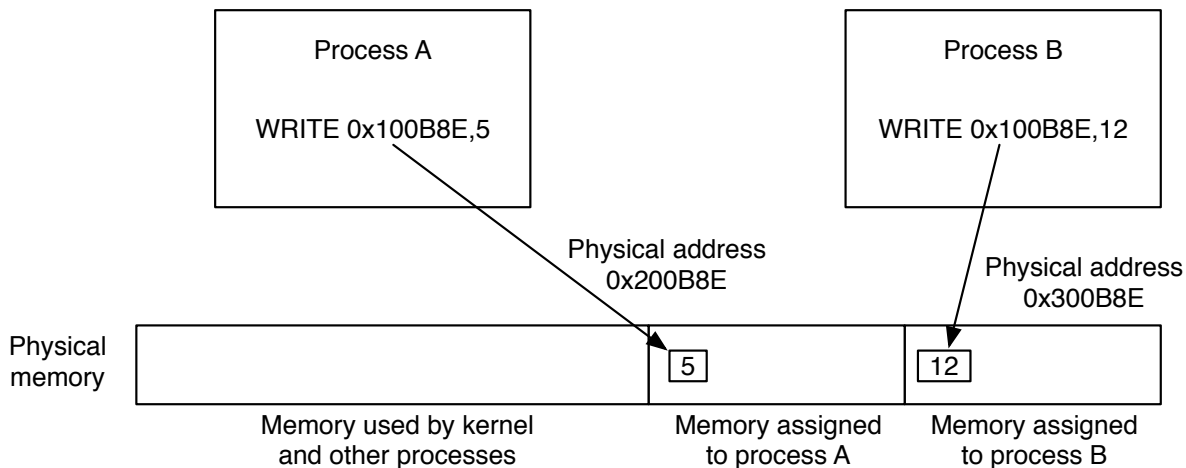 Process A
WRITE 0x100B8E,5
Process B
WRITE 0x100B8E,12
Physical address
0x200B8E
Physical address
0x300B8E
Physical
memory
5
12
Memory used by kernel
and other processes
Memory assigned
to process A
Memory assigned
to process B